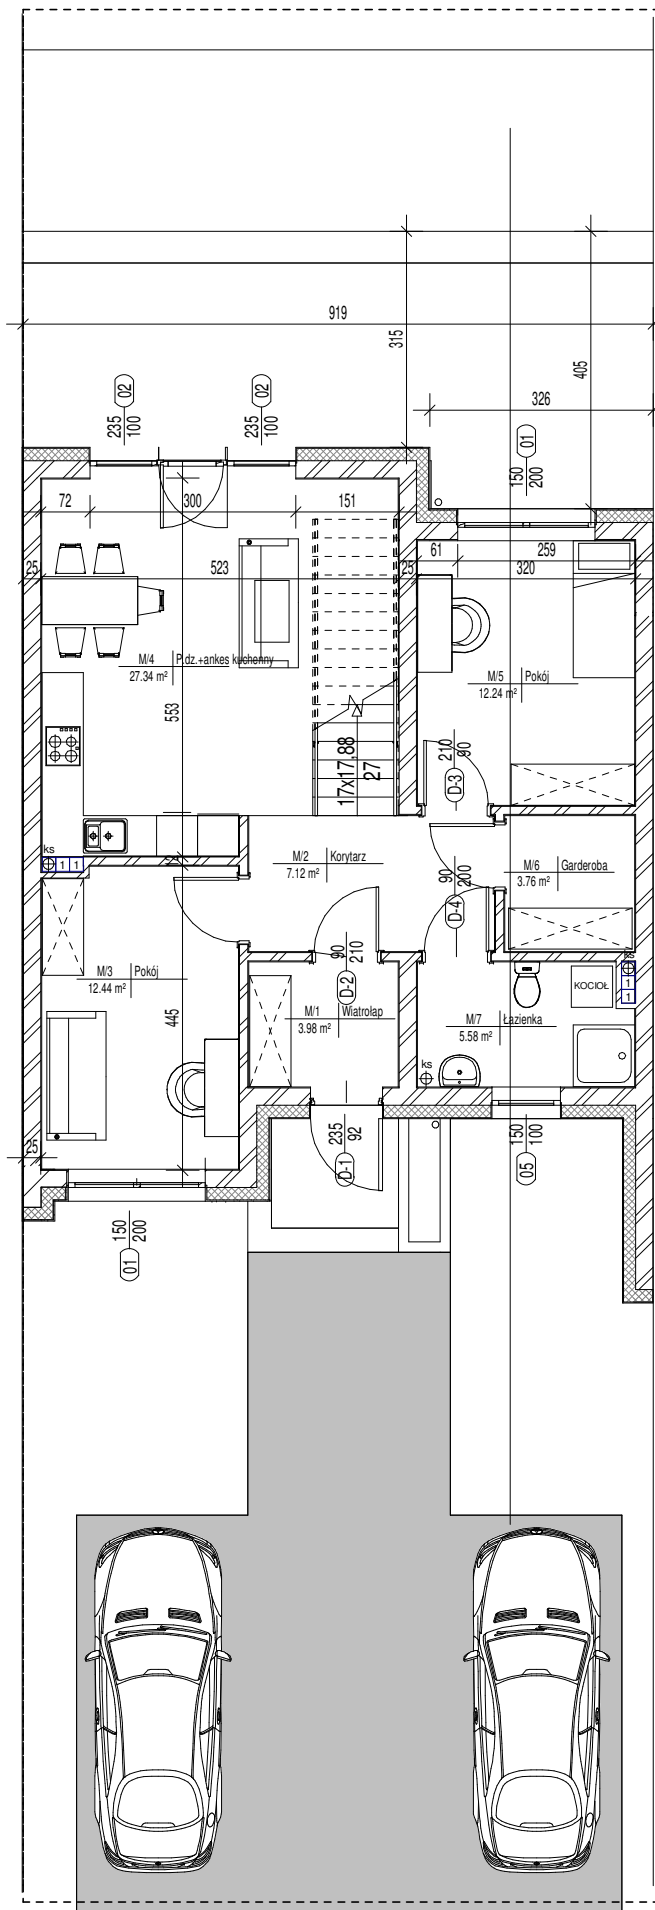 919
315
405
326
02
235
100
02
235
100
01
150
200
72
300
151
61
259
25
523
25
320
M/4 P.dz.+ankes kuchenny
27.34 m²
553
M/5 Pokój
12.24 m²
17x17,88
27
210
90
D-3
ks
1 1
12
M/2 Korytarz
7.12 m²
90
200
D-4
M/6 Garderoba
3.76 m²
90
210
D-2
M/3 Pokój
12.44 m²
445
M/1 Wiatrołap
3.98 m²
ks
1
1
KOCIOŁ
M/7 Łazienka
5.58 m²
ks
25
235
92
D-1
150
100
05
150
200
01